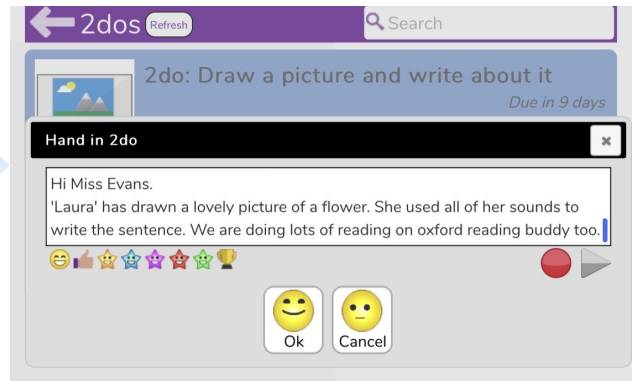 2dos Refresh Search
2do: Draw a picture and write about it
Due in 9 days
Hand in 2do
Hi Miss Evans.
'Laura' has drawn a lovely picture of a flower. She used all of her sounds to
write the sentence. We are doing lots of reading on oxford reading buddy too.
Ok Cancel